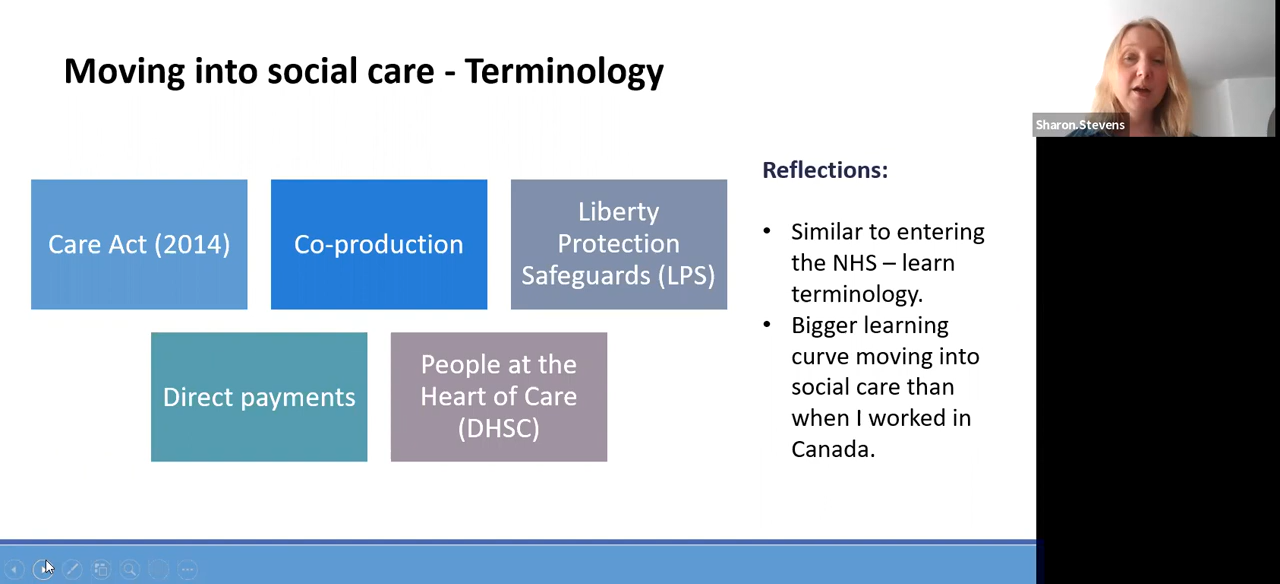 Moving into social care - Terminology
Sharon.Stevens
Care Act (2014)
Co-production
Liberty
Protection
Safeguards (LPS)
Direct payments
People at the
Heart of Care
(DHSC)
Reflections:
• Similar to entering
the NHS – learn
terminology.
• Bigger learning
curve moving into
social care than
when I worked in
Canada.